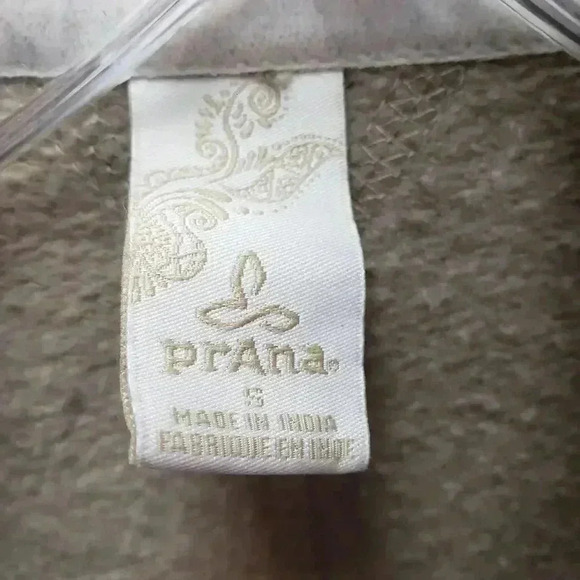 prAna®
S
MADE IN INDIA
FABRIQUE EN INDE